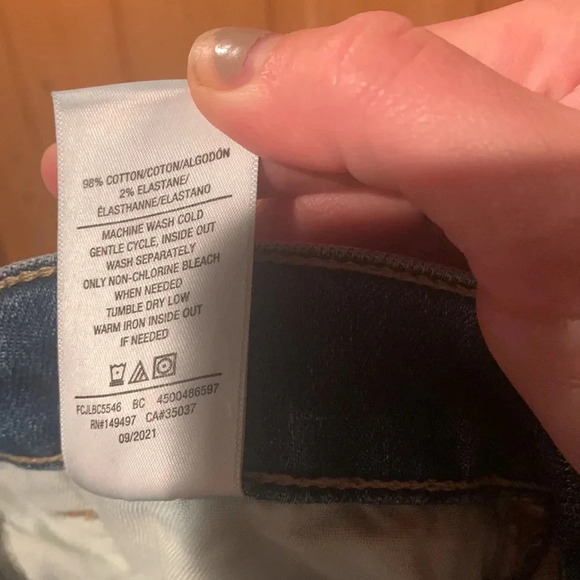 98% COTTON/COTON/ALGODÓN
2% ELASTANE/
ÉLASTHANNE/ELASTANO
MACHINE WASH COLD
GENTLE CYCLE, INSIDE OUT
WASH SEPARATELY
ONLY NON-CHLORINE BLEACH
WHEN NEEDED
TUMBLE DRY LOW
WARM IRON INSIDE OUT
IF NEEDED
FCJLBC5546 BC 4500486597
RN#149497 CA#35037
09/2021